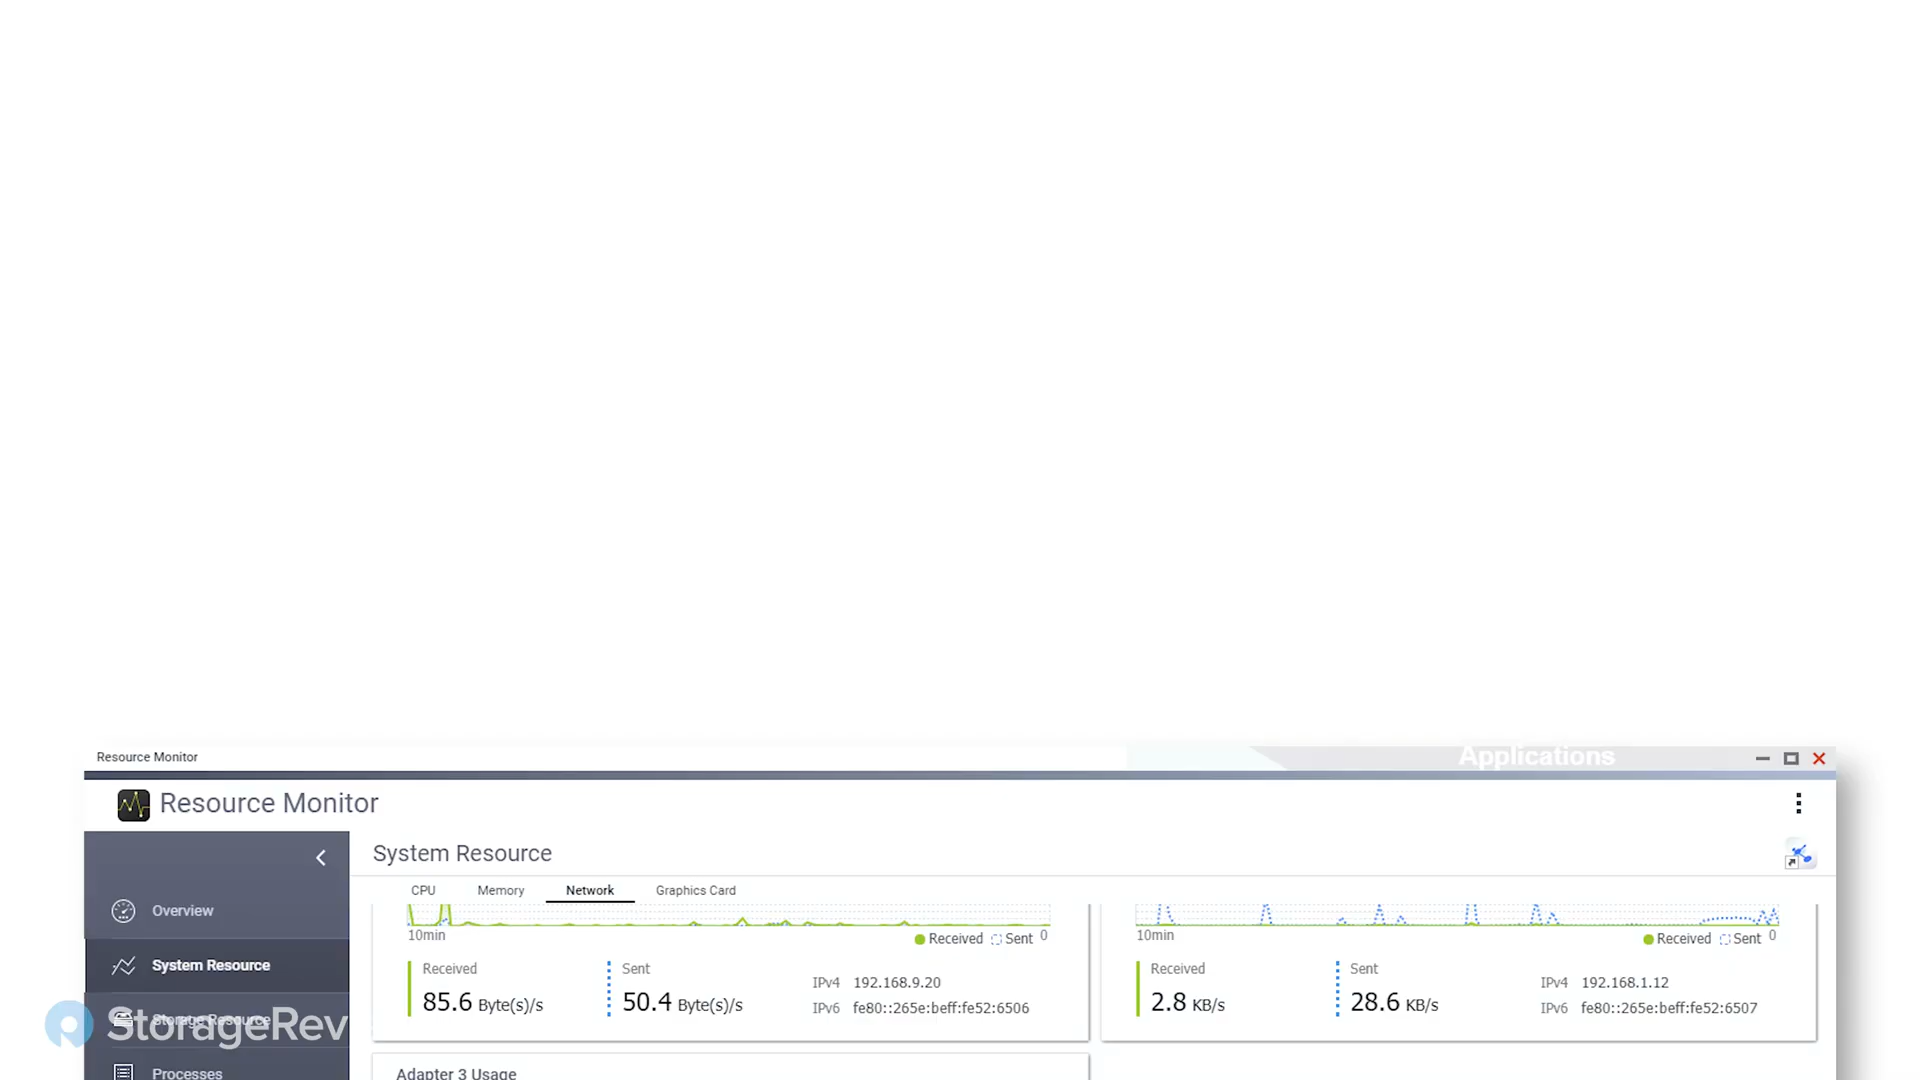 Resource Monitor
Applications
Resource Monitor
System Resource
CPU Memory Network Graphics Card
Overview
10min Received Sent 0
10min Received Sent 0
System Resource
Received Sent
85.6 Byte(s)/s 50.4 Byte(s)/s
IPv4 192.168.9.20
IPv6 fe80::265e:beff:fe52:6506
Received Sent
2.8 KB/s 28.6 KB/s
IPv4 192.168.1.12
IPv6 fe80::265e:beff:fe52:6507
Storage Resource
StorageRev
Processes
Adapter 3 Usage